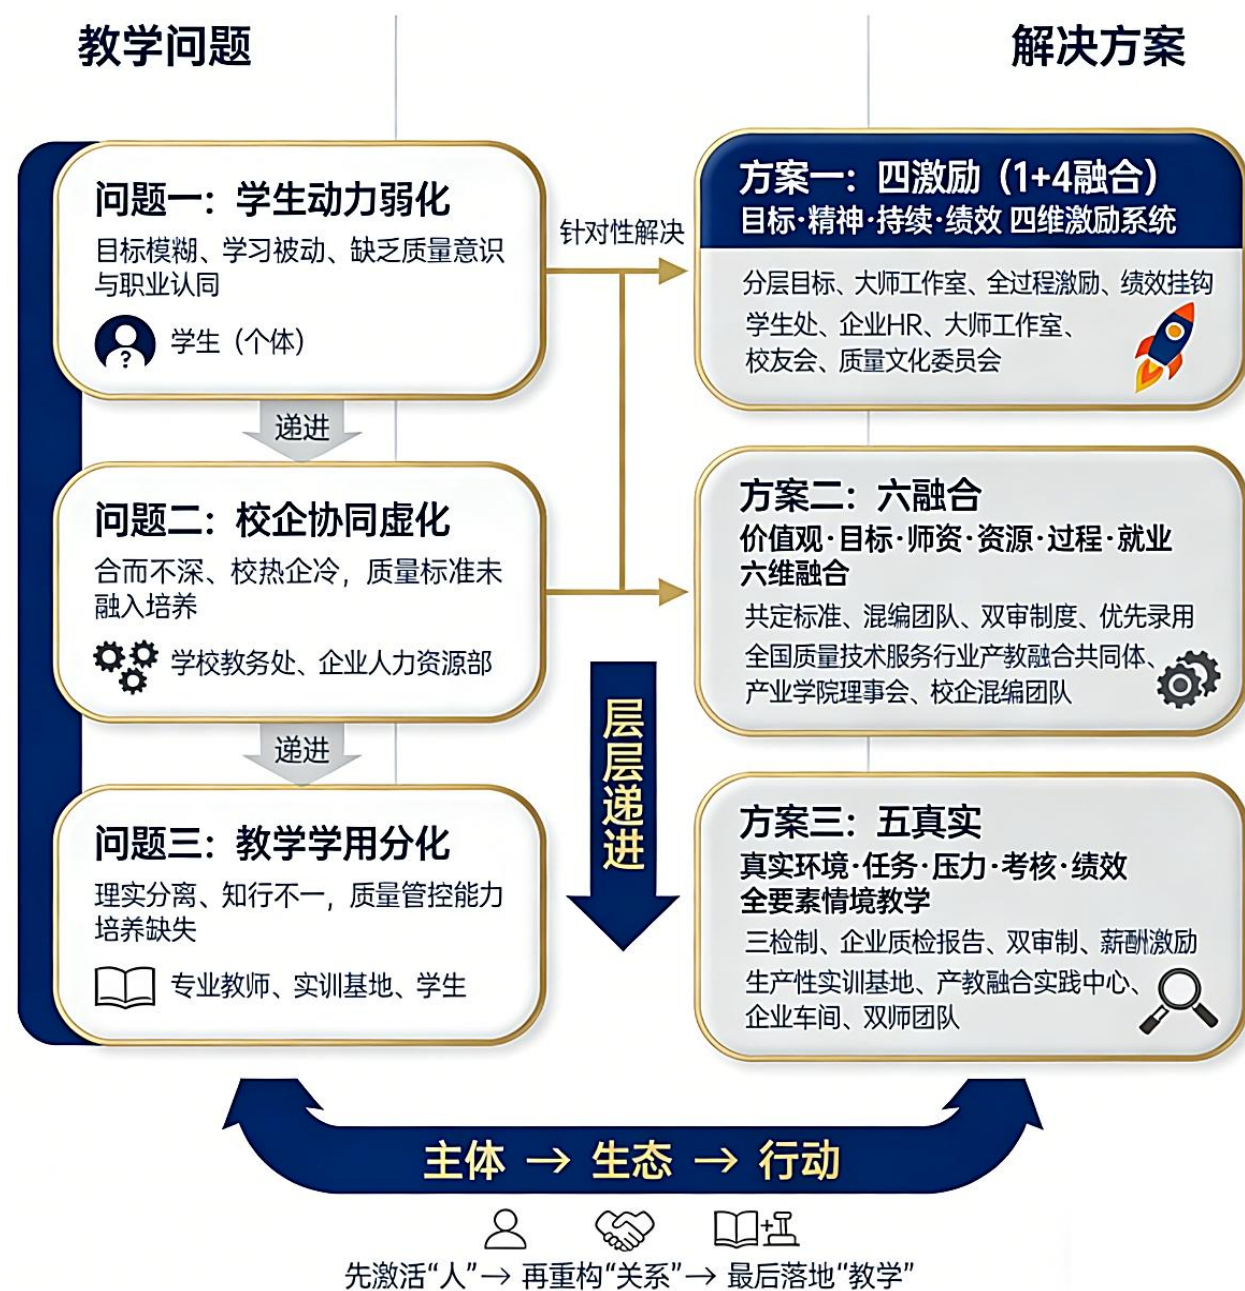 教学问题
解决方案
问题一：学生动力弱化
目标模糊、学习被动、缺乏质量意识
与职业认同
学生（个体）
递进
问题二：校企协同虚化
合而不深、校热企冷，质量标准未
融入培养
学校教务处、企业人力资源部
递进
问题三：教学学用分化
理实分离、知行不一，质量管控能力
培养缺失
专业教师、实训基地、学生
针对性解决
层层递进
方案一：四激励（1+4融合）
目标·精神·持续·绩效 四维激励系统
分层目标、大师工作室、全过程激励、绩效挂钩
学生处、企业HR、大师工作室、
校友会、质量文化委员会
方案二：六融合
价值观·目标·师资·资源·过程·就业
六维融合
共定标准、混编团队、双审制度、优先录用
全国质量技术服务行业产教融合共同体、
产业学院理事会、校企混编团队
方案三：五真实
真实环境·任务·压力·考核·绩效
全要素情境教学
三检制、企业质检报告、双审制、薪酬激励
生产性实训基地、产教融合实践中心、
企业车间、双师团队
主体 → 生态 → 行动
先激活“人”→ 再重构“关系”→ 最后落地“教学”